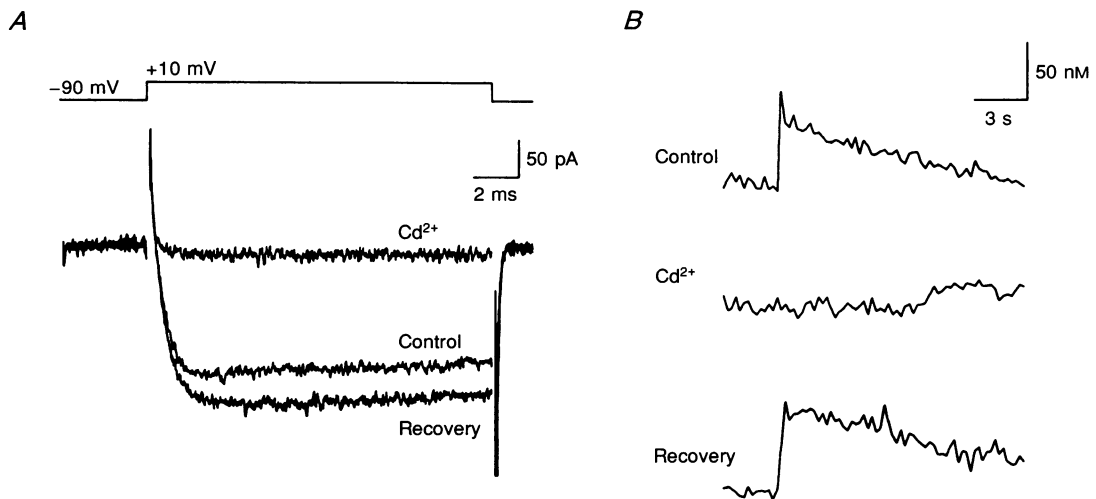 A
−90 mV
+10 mV
50 pA
2 ms
Cd²⁺
Control
Recovery
B
50 nM
3 s
Control
Cd²⁺
Recovery